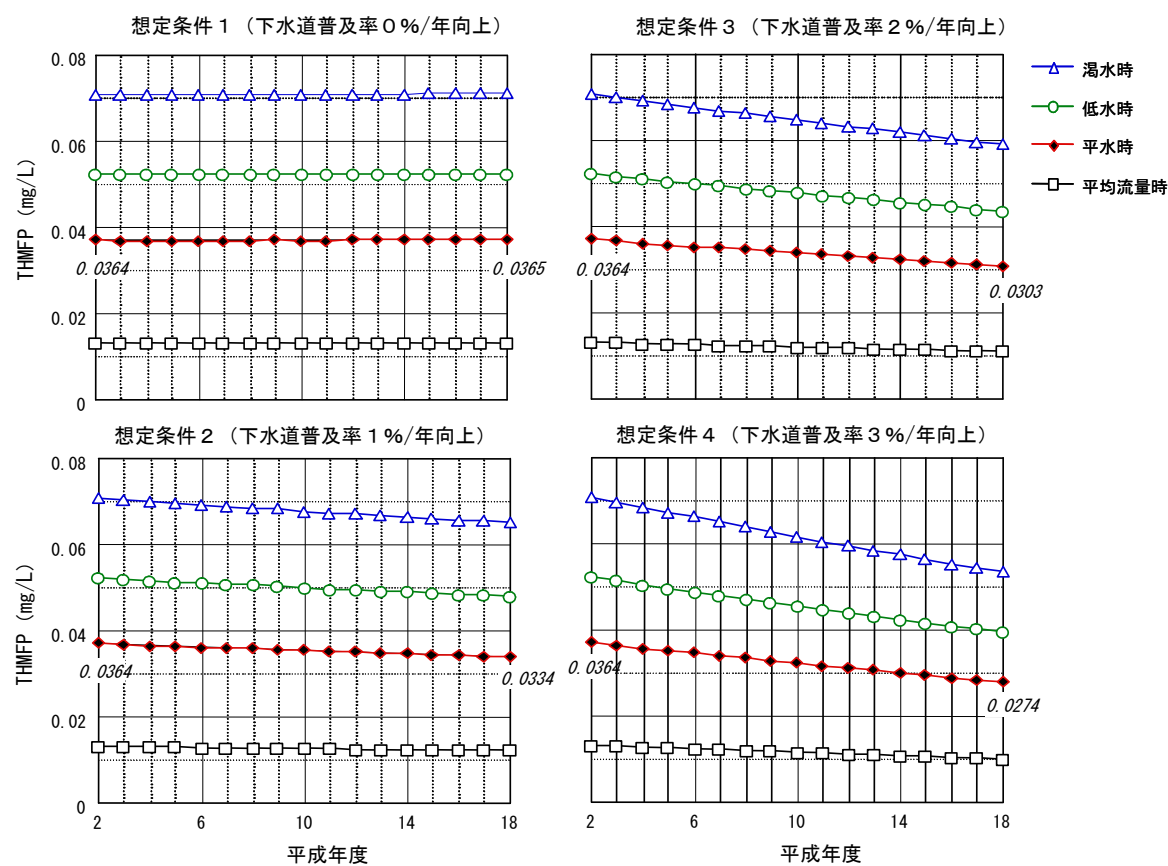 想定条件１（下水道普及率０％/年向上）
0.08
0.06
0.04
0.02
0
THMFP (mg/L)
0.0364
0.0365
想定条件３（下水道普及率２％/年向上）
0.0364
0.0303
渇水時
低水時
平水時
平均流量時
想定条件２（下水道普及率１％/年向上）
0.08
0.06
0.04
0.02
0
THMFP (mg/L)
0.0364
0.0334
2 6 10 14 18
平成年度
想定条件４（下水道普及率３％/年向上）
0.0364
0.0274
2 6 10 14 18
平成年度